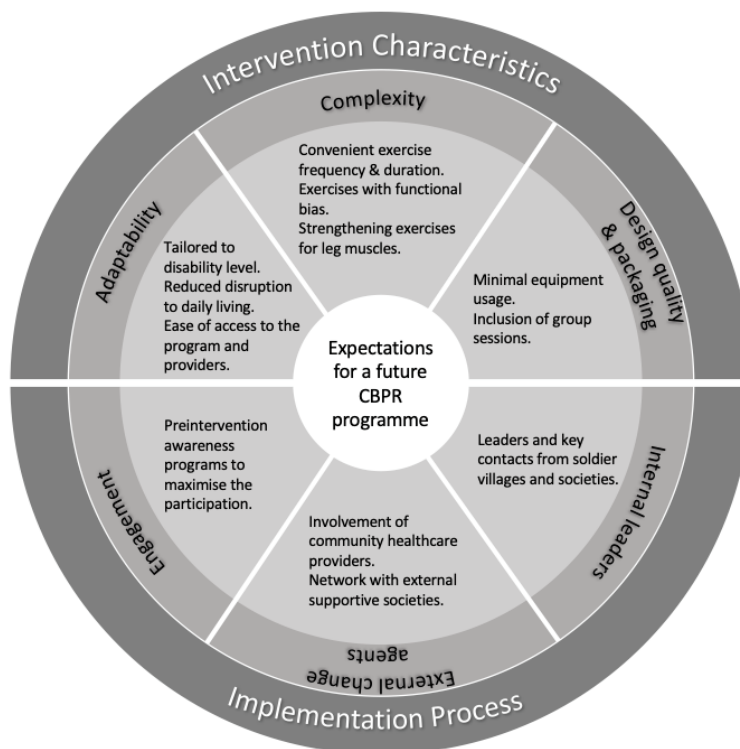 Intervention Characteristics
Complexity
Convenient exercise
frequency & duration.
Exercises with functional
bias.
Strengthening exercises
for leg muscles.
Adaptability
Tailored to
disability level.
Reduced disruption
to daily living.
Ease of access to the
program and
providers.
Design quality
& packaging
Minimal equipment
usage.
Inclusion of group
sessions.
Expectations
for a future
CBPR
programme
Engagement
Preintervention
awareness
programs to
maximise the
participation.
Involvement of
community healthcare
providers.
Network with external
supportive societies.
External change
agents
Leaders and key
contacts from soldier
villages and societies.
Internal leaders
Implementation Process